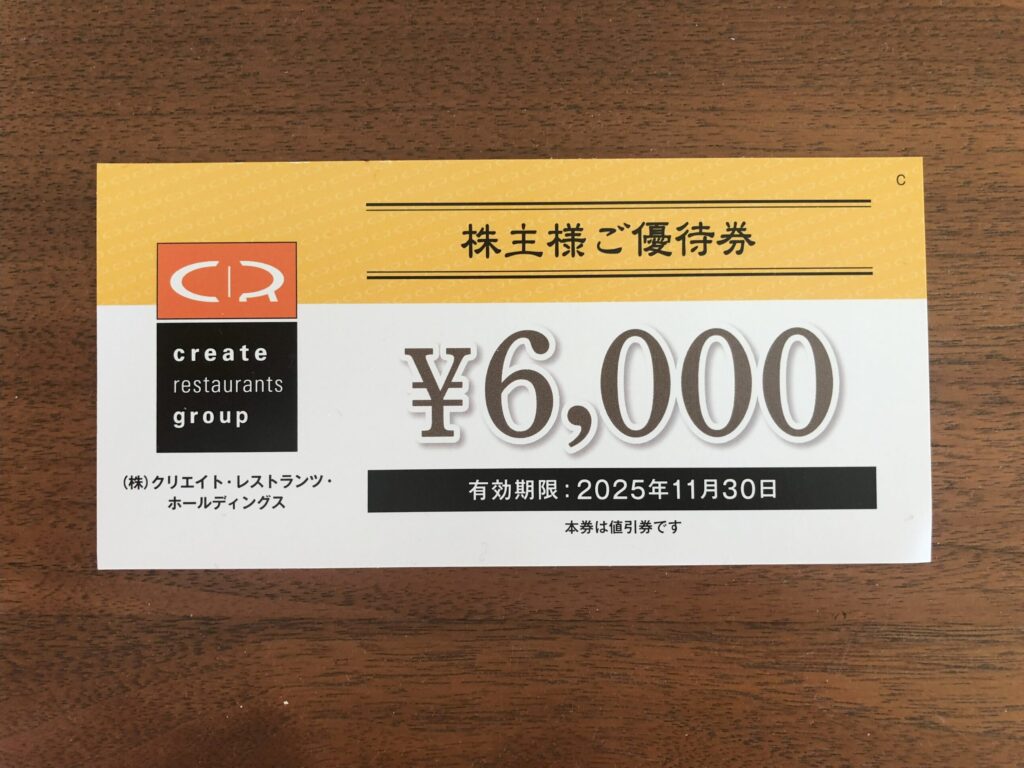 C
株主様ご優待券
CR
create
restaurants
group
(株)クリエイト・レストランツ・
ホールディングス
¥6,000
有効期限:2025年11月30日
本券は値引券です